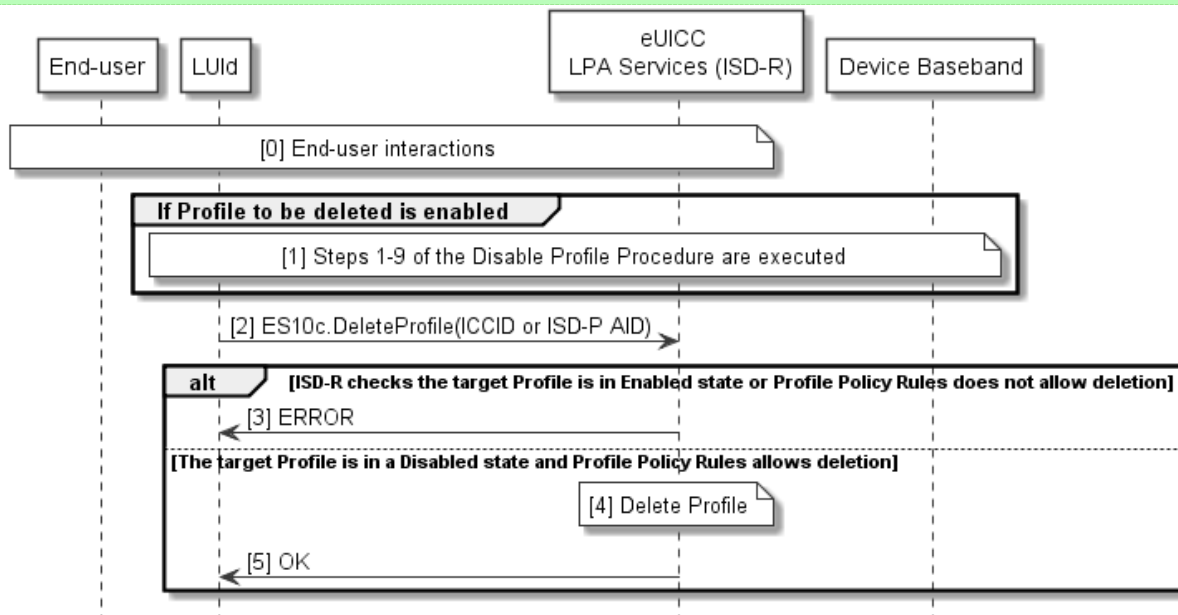 End-user
LUId
eUICC
LPA Services (ISD-R)
Device Baseband
[0] End-user interactions
If Profile to be deleted is enabled
[1] Steps 1-9 of the Disable Profile Procedure are executed
[2] ES10c.DeleteProfile(ICCID or ISD-P AID)
alt
[ISD-R checks the target Profile is in Enabled state or Profile Policy Rules does not allow deletion]
[3] ERROR
[The target Profile is in a Disabled state and Profile Policy Rules allows deletion]
[4] Delete Profile
[5] OK